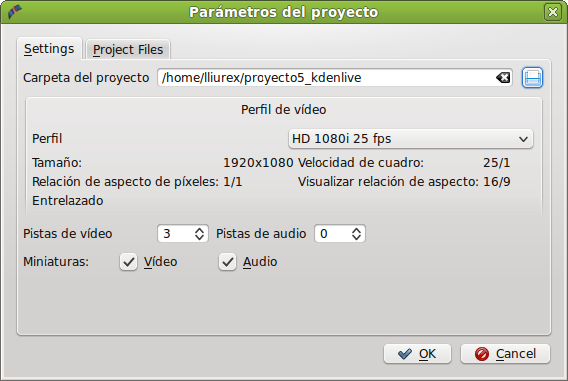 Parámetros del proyecto
Settings Project Files
Carpeta del proyecto /home/lliurex/proyecto5_kdenlive
Perfil de vídeo
Perfil HD 1080i 25 fps
Tamaño: 1920x1080 Velocidad de cuadro: 25/1
Relación de aspecto de píxeles: 1/1 Visualizar relación de aspecto: 16/9
Entrelazado
Pistas de vídeo 3 Pistas de audio 0
Miniaturas: Vídeo Audio
OK Cancel